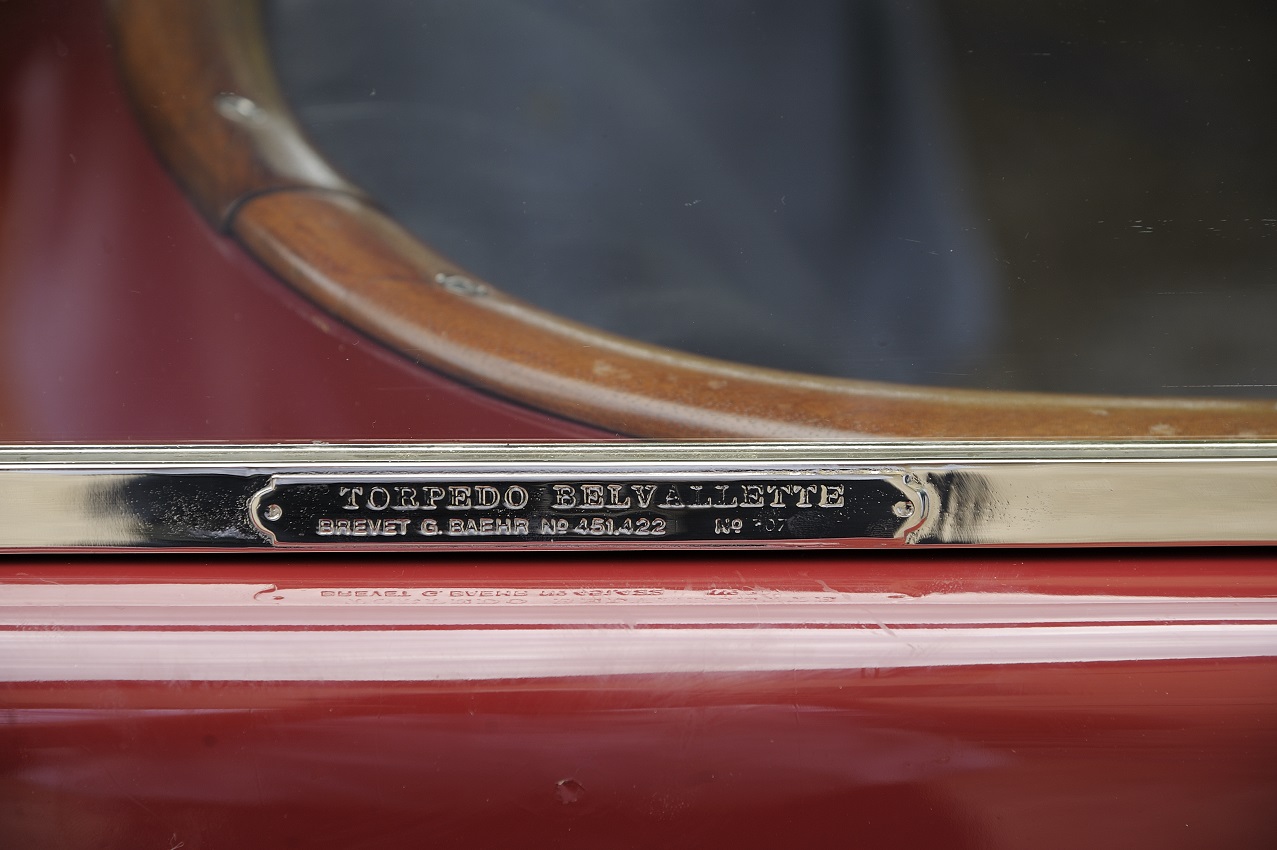 TORPEDO BELVALLETTE
BREVET G. BAEHR Nº 451.422 Nº